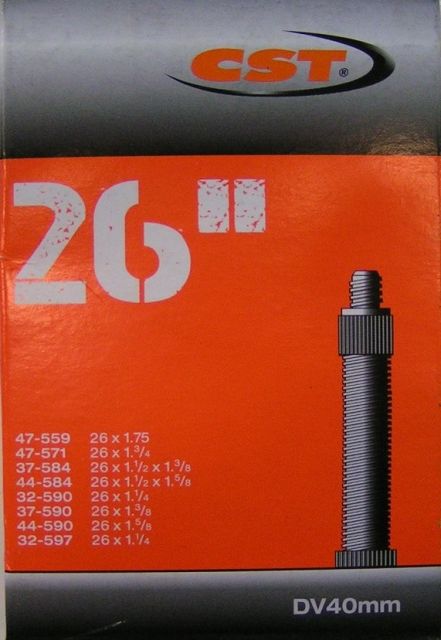 CST®
26"
47-559 26 x 1.75
47-571 26 x 1.3/4
37-584 26 x 1.1/2 x 1.3/8
44-584 26 x 1.1/2 x 1.5/8
32-590 26 x 1.1/4
37-590 26 x 1.3/8
44-590 26 x 1.5/8
32-597 26 x 1.1/4
DV40mm